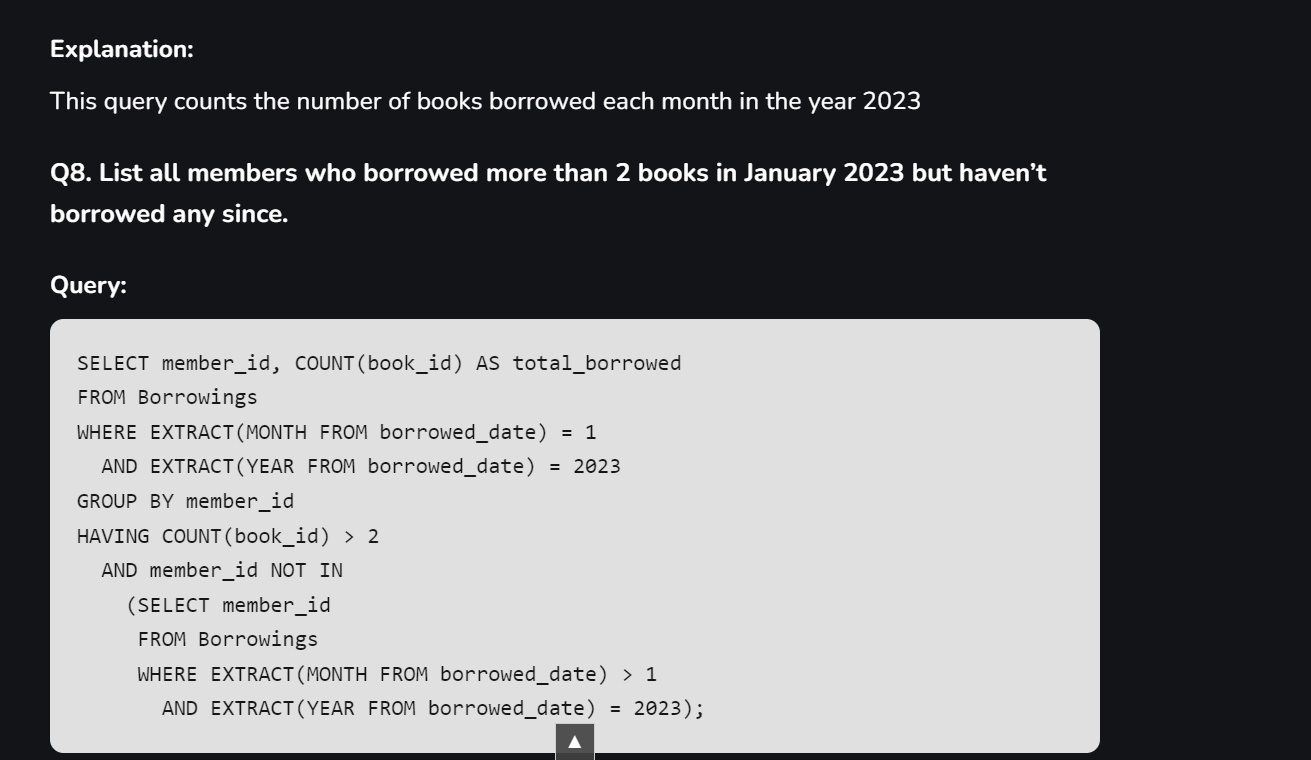 Explanation:
This query counts the number of books borrowed each month in the year 2023
Q8. List all members who borrowed more than 2 books in January 2023 but haven’t
borrowed any since.
Query:
SELECT member_id, COUNT(book_id) AS total_borrowed
FROM Borrowings
WHERE EXTRACT(MONTH FROM borrowed_date) = 1
  AND EXTRACT(YEAR FROM borrowed_date) = 2023
GROUP BY member_id
HAVING COUNT(book_id) > 2
  AND member_id NOT IN
    (SELECT member_id
     FROM Borrowings
     WHERE EXTRACT(MONTH FROM borrowed_date) > 1
       AND EXTRACT(YEAR FROM borrowed_date) = 2023);